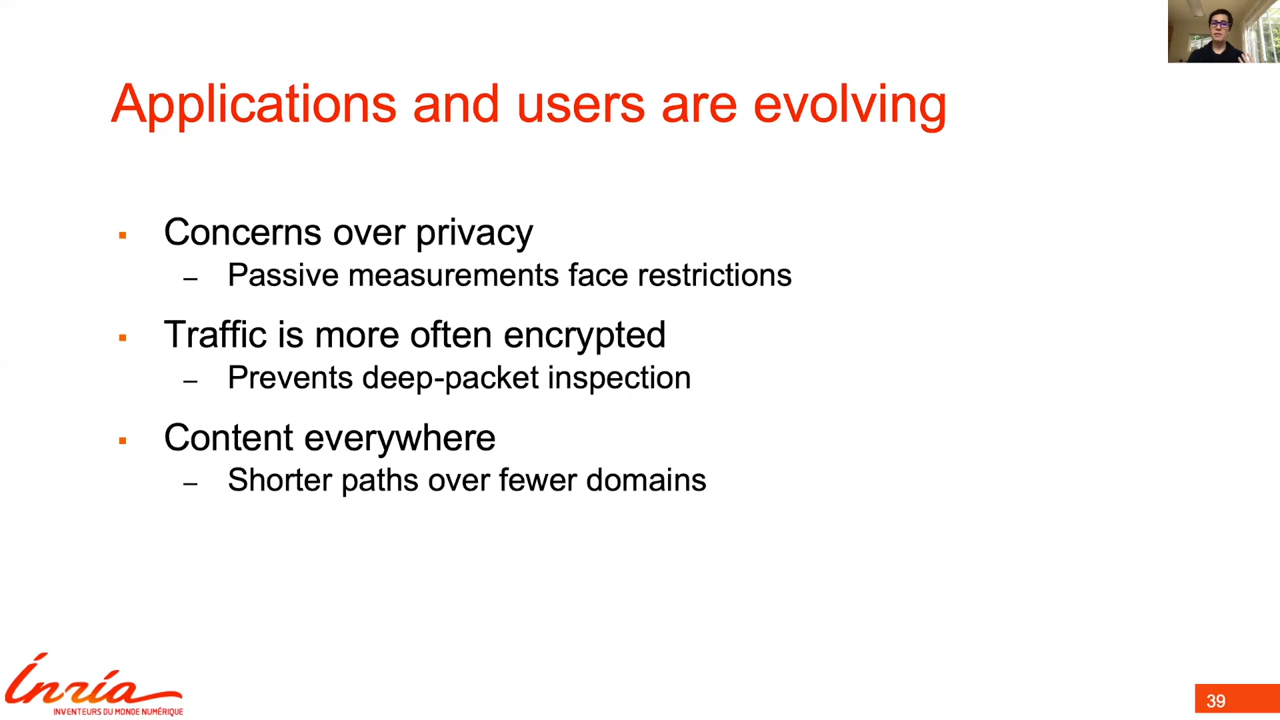 Applications and users are evolving
▪ Concerns over privacy
– Passive measurements face restrictions
▪ Traffic is more often encrypted
– Prevents deep-packet inspection
▪ Content everywhere
– Shorter paths over fewer domains
Inria
INVENTEURS DU MONDE NUMÉRIQUE
39